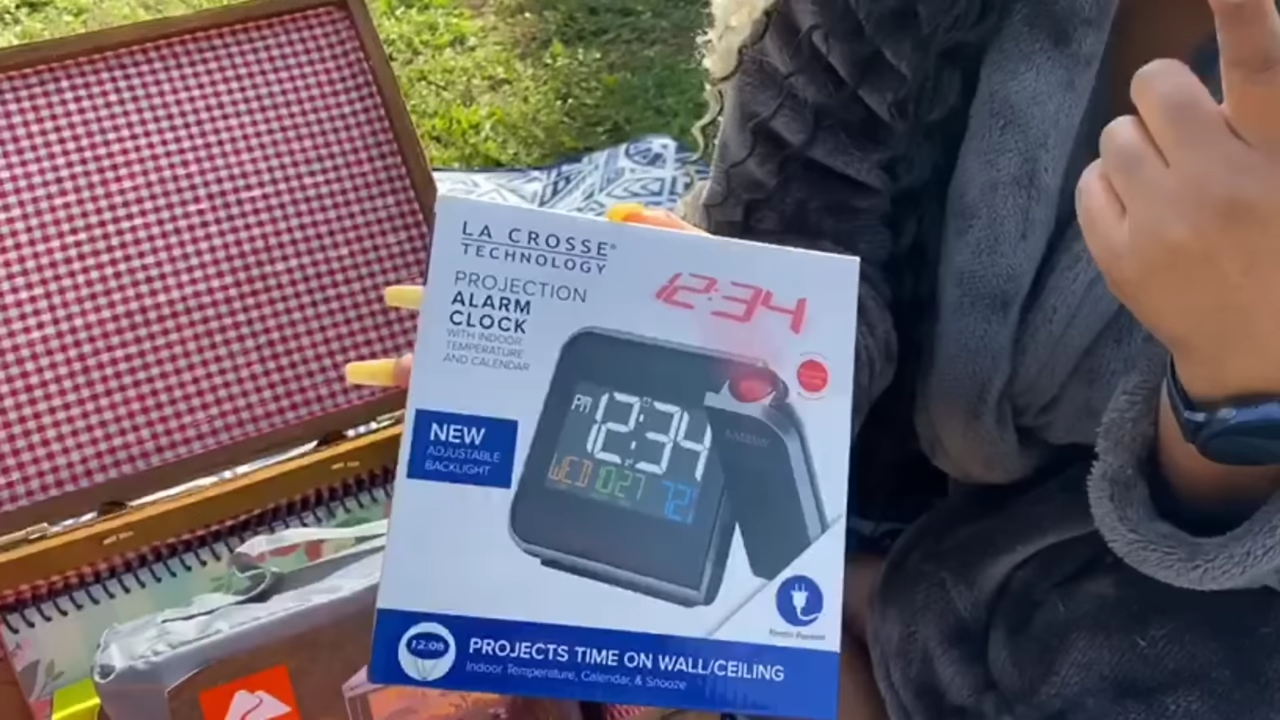 LA CROSSE®
TECHNOLOGY
PROJECTION
ALARM
CLOCK
WITH INDOOR
TEMPERATURE
AND CALENDAR
12:34
PM 12:34
WED 10 27 72
NEW
ADJUSTABLE
BACKLIGHT
12:06
PROJECTS TIME ON WALL/CEILING
Indoor Temperature, Calendar, & Snooze